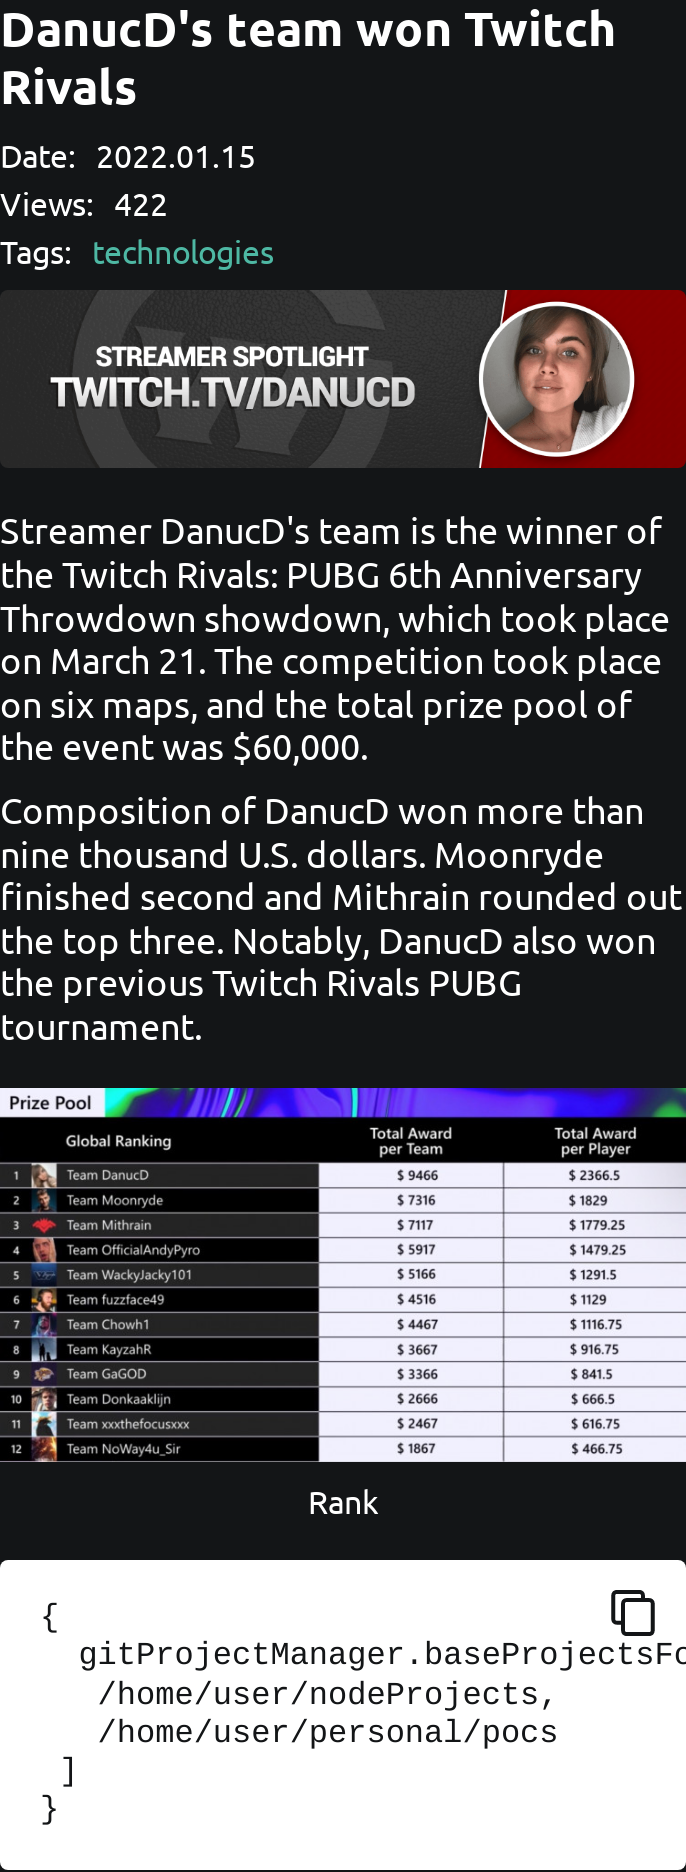 DanucD's team won Twitch
Rivals
Date: 2022.01.15
Views: 422
Tags: technologies
STREAMER SPOTLIGHT
TWITCH.TV/DANUCD
Streamer DanucD's team is the winner of
the Twitch Rivals: PUBG 6th Anniversary
Throwdown showdown, which took place
on March 21. The competition took place
on six maps, and the total prize pool of
the event was $60,000.
Composition of DanucD won more than
nine thousand U.S. dollars. Moonryde
finished second and Mithrain rounded out
the top three. Notably, DanucD also won
the previous Twitch Rivals PUBG
tournament.
Prize Pool
Global Ranking Total Award per Team Total Award per Player
1 Team DanucD $ 9466 $ 2366.5
2 Team Moonryde $ 7316 $ 1829
3 Team Mithrain $ 7117 $ 1779.25
4 Team OfficialAndyPyro $ 5917 $ 1479.25
5 Team WackyJacky101 $ 5166 $ 1291.5
6 Team fuzzface49 $ 4516 $ 1129
7 Team Chowh1 $ 4467 $ 1116.75
8 Team KayzahR $ 3667 $ 916.75
9 Team GaGOD $ 3366 $ 841.5
10 Team Donkaaklijn $ 2666 $ 666.5
11 Team xxxthefocusxxx $ 2467 $ 616.75
12 Team NoWay4u_Sir $ 1867 $ 466.75
Rank
{
gitProjectManager.baseProjectsFo
/home/user/nodeProjects,
/home/user/personal/pocs
]
}